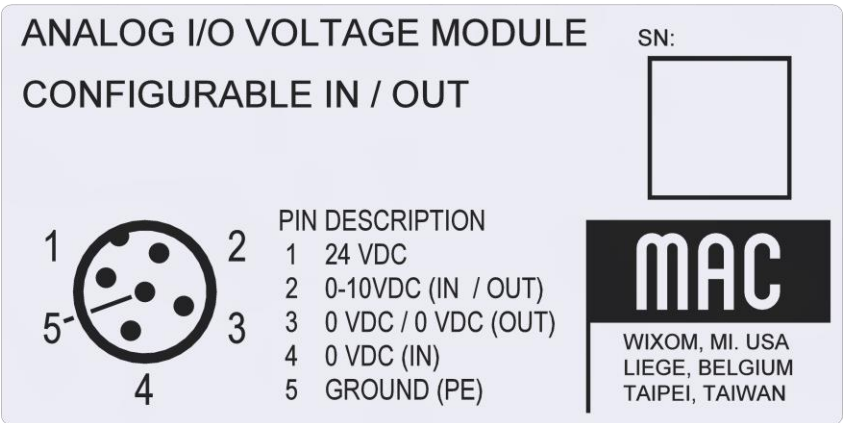 ANALOG I/O VOLTAGE MODULE
CONFIGURABLE IN / OUT
SN:
1
2
3
4
5
PIN DESCRIPTION
1 24 VDC
2 0-10VDC (IN / OUT)
3 0 VDC / 0 VDC (OUT)
4 0 VDC (IN)
5 GROUND (PE)
MAC
WIXOM, MI. USA
LIEGE, BELGIUM
TAIPEI, TAIWAN